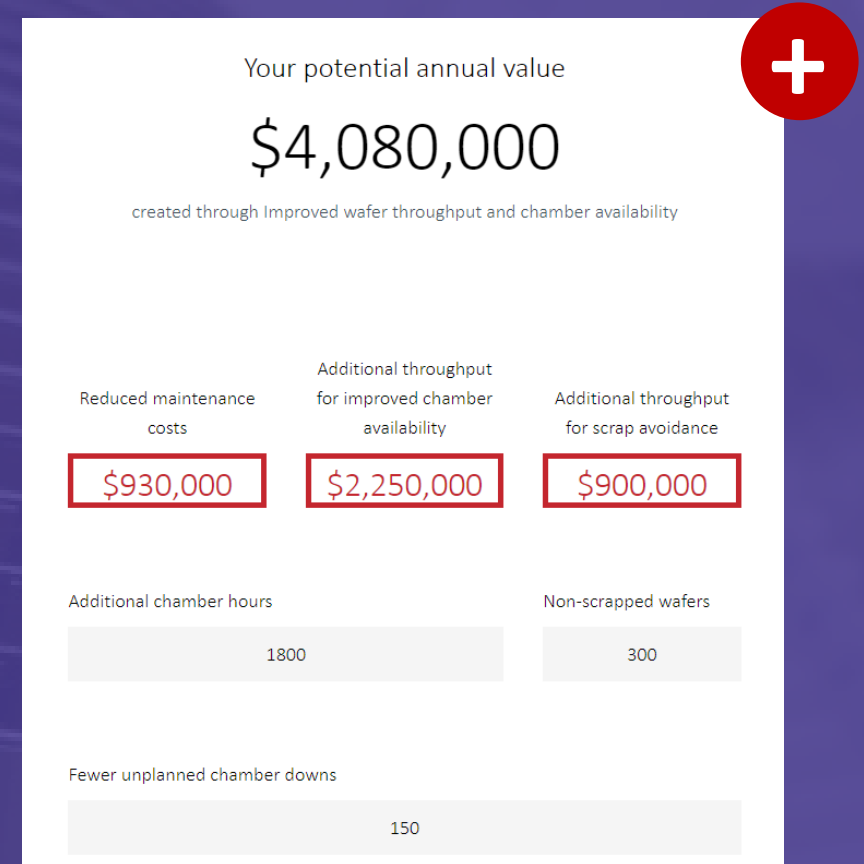 Your potential annual value
$4,080,000
created through Improved wafer throughput and chamber availability
Reduced maintenance
costs
$930,000
Additional throughput
for improved chamber
availability
$2,250,000
Additional throughput
for scrap avoidance
$900,000
Additional chamber hours
1800
Non-scrapped wafers
300
Fewer unplanned chamber downs
150